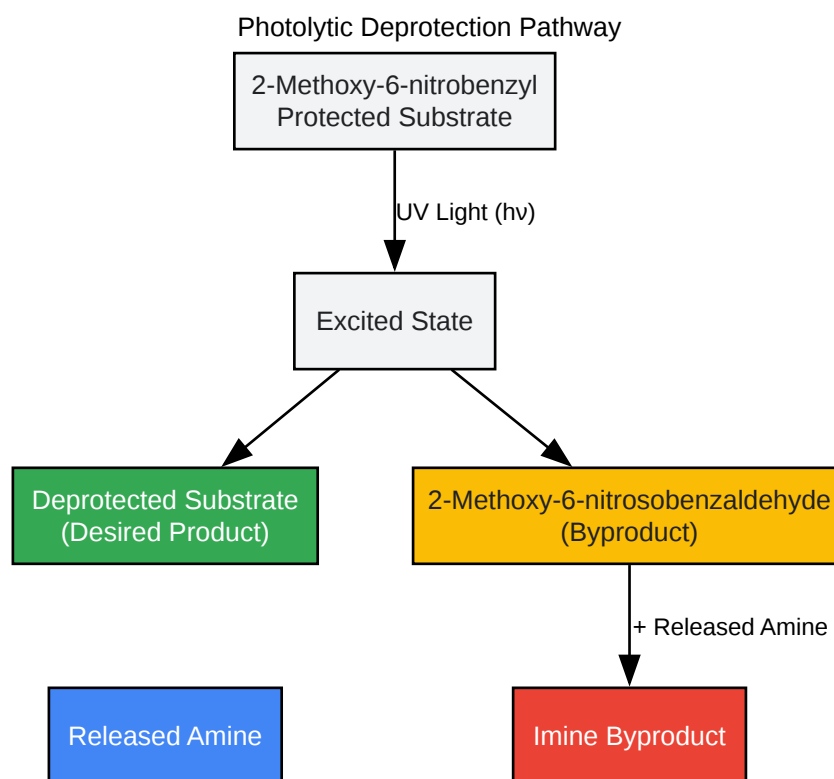 Photolytic Deprotection Pathway
2-Methoxy-6-nitrobenzyl
Protected Substrate
UV Light (hν)
Excited State
Deprotected Substrate
(Desired Product)
2-Methoxy-6-nitrosobenzaldehyde
(Byproduct)
+ Released Amine
Released Amine
Imine Byproduct